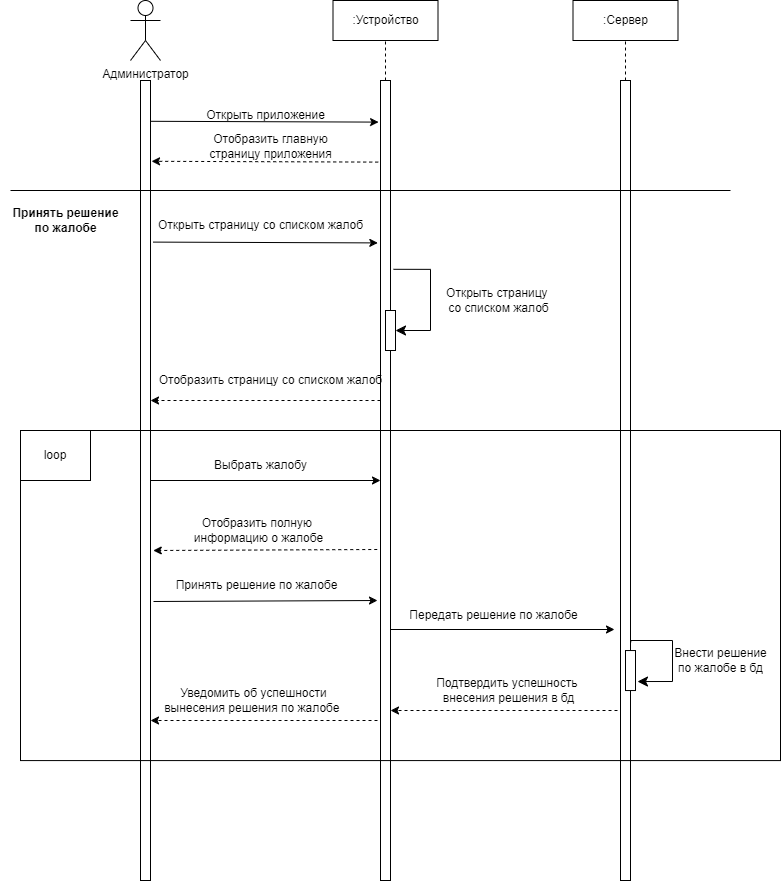 :Устройство
:Сервер
Администратор
Открыть приложение
Отобразить главную
страницу приложения
Принять решение
по жалобе
Открыть страницу со списком жалоб
Открыть страницу
со списком жалоб
Отобразить страницу со списком жалоб
loop
Выбрать жалобу
Отобразить полную
информацию о жалобе
Принять решение по жалобе
Передать решение по жалобе
Внести решение
по жалобе в бд
Подтвердить успешность
внесения решения в бд
Уведомить об успешности
вынесения решения по жалобе